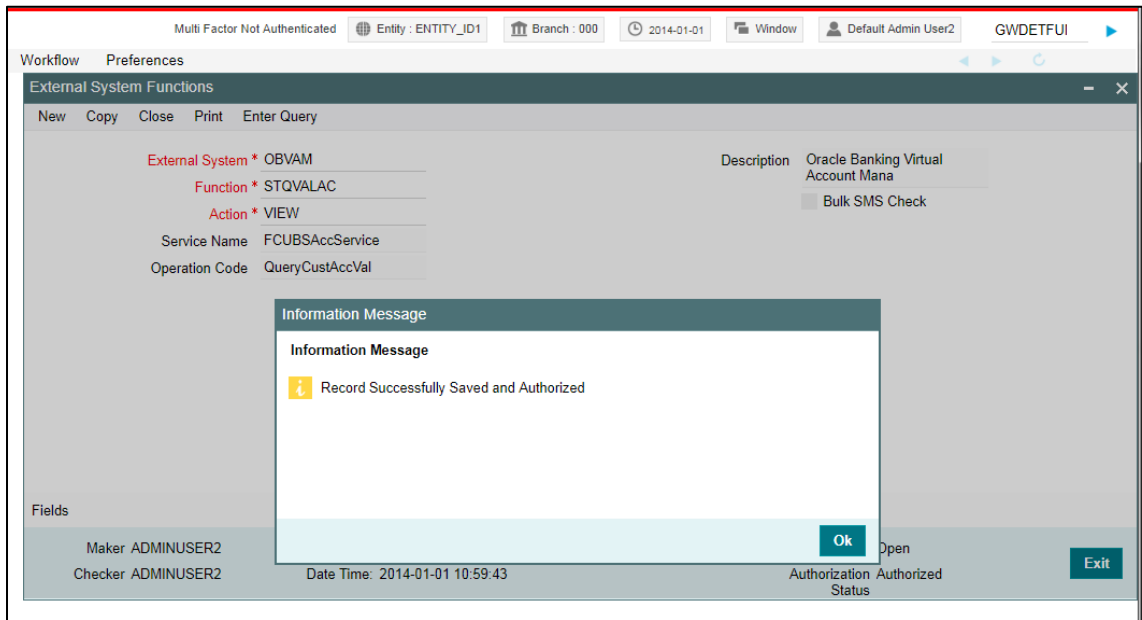 Multi Factor Not Authenticated Entity : ENTITY_ID1 Branch : 000 2014-01-01 Window Default Admin User2 GWDETFUI
Workflow Preferences
External System Functions
New Copy Close Print Enter Query
External System * OBVAM Description Oracle Banking Virtual
Account Mana
Function * STQVALAC
Bulk SMS Check
Action * VIEW
Service Name FCUBSAccService
Operation Code QueryCustAccVal
Information Message
Information Message
Record Successfully Saved and Authorized
Ok
Fields
Maker ADMINUSER2 Open
Exit
Checker ADMINUSER2 Date Time: 2014-01-01 10:59:43 Authorization Authorized
Status